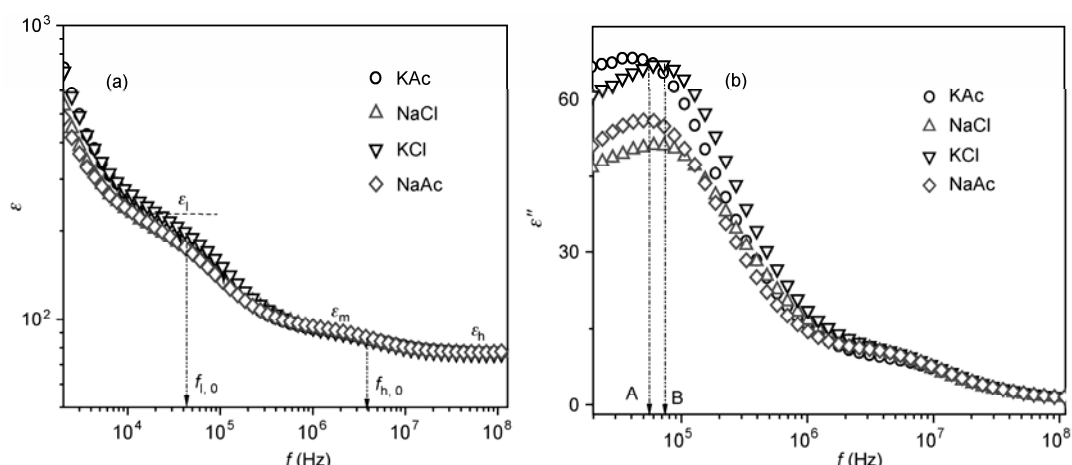 10³
(a)
KAc
NaCl
KCl
NaAc
ε
εₗ
10²
εₘ
εₕ
fₗ, ₀
fₕ, ₀
10⁴
10⁵
10⁶
10⁷
10⁸
f (Hz)
(b)
KAc
NaCl
KCl
NaAc
60
ε″
30
0
A
B
10⁵
10⁶
10⁷
10⁸
f (Hz)